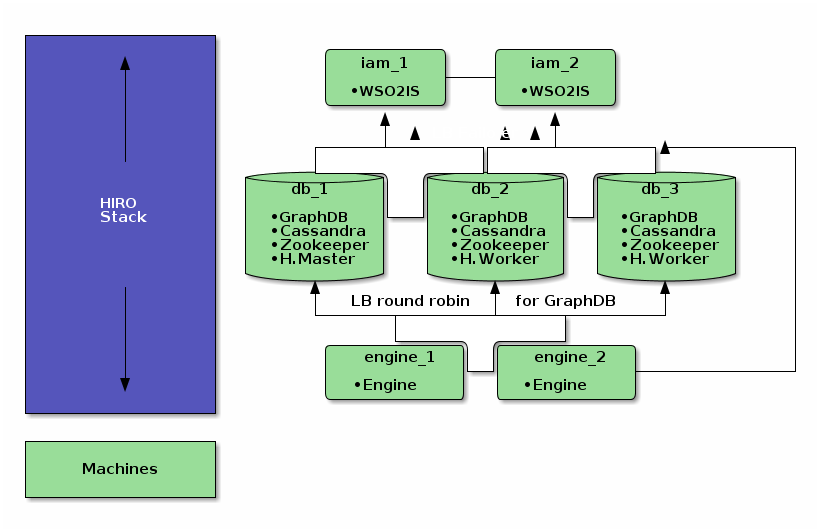 iam_1
•WSO2IS
iam_2
•WSO2IS
HIRO
Stack
db_1
•GraphDB
•Cassandra
•Zookeeper
•H.Master
db_2
•GraphDB
•Cassandra
•Zookeeper
•H.Worker
db_3
•GraphDB
•Cassandra
•Zookeeper
•H.Worker
LB round robin
for GraphDB
engine_1
•Engine
engine_2
•Engine
Machines